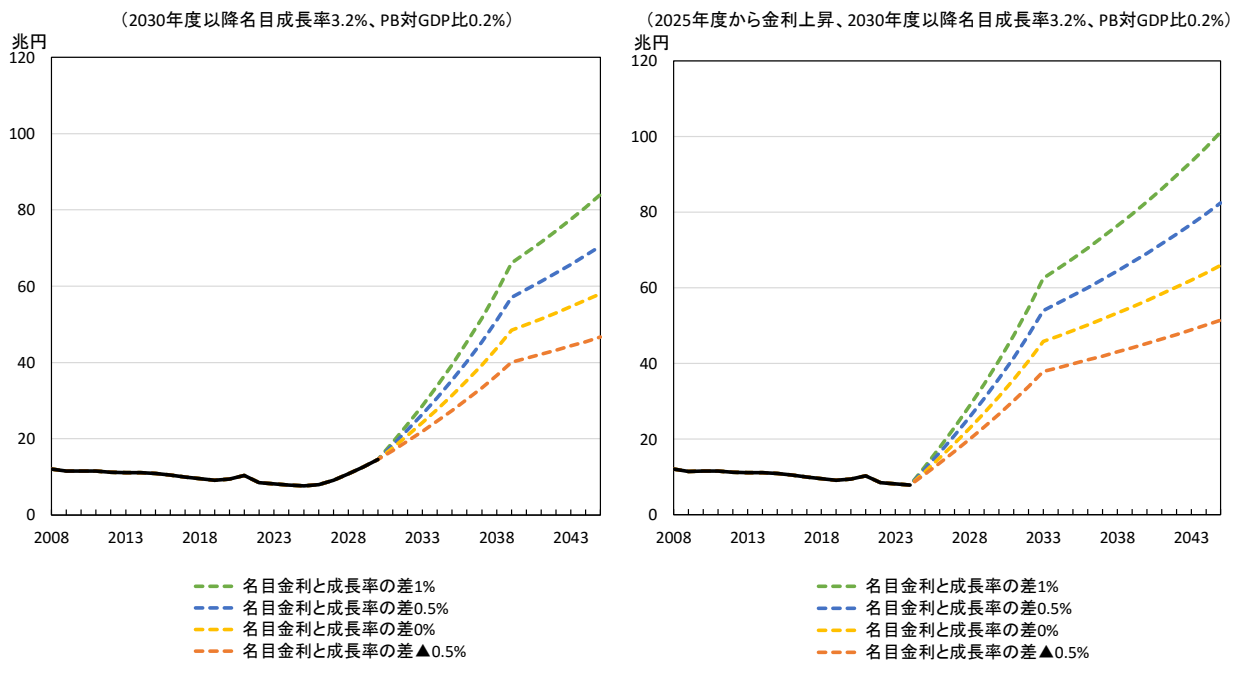 （2030年度以降名目成長率3.2%、PB対GDP比0.2%）
兆円
120
100
80
60
40
20
0
2008 2013 2018 2023 2028 2033 2038 2043
名目金利と成長率の差1%
名目金利と成長率の差0.5%
名目金利と成長率の差0%
名目金利と成長率の差▲0.5%
（2025年度から金利上昇、2030年度以降名目成長率3.2%、PB対GDP比0.2%）
兆円
120
100
80
60
40
20
0
2008 2013 2018 2023 2028 2033 2038 2043
名目金利と成長率の差1%
名目金利と成長率の差0.5%
名目金利と成長率の差0%
名目金利と成長率の差▲0.5%